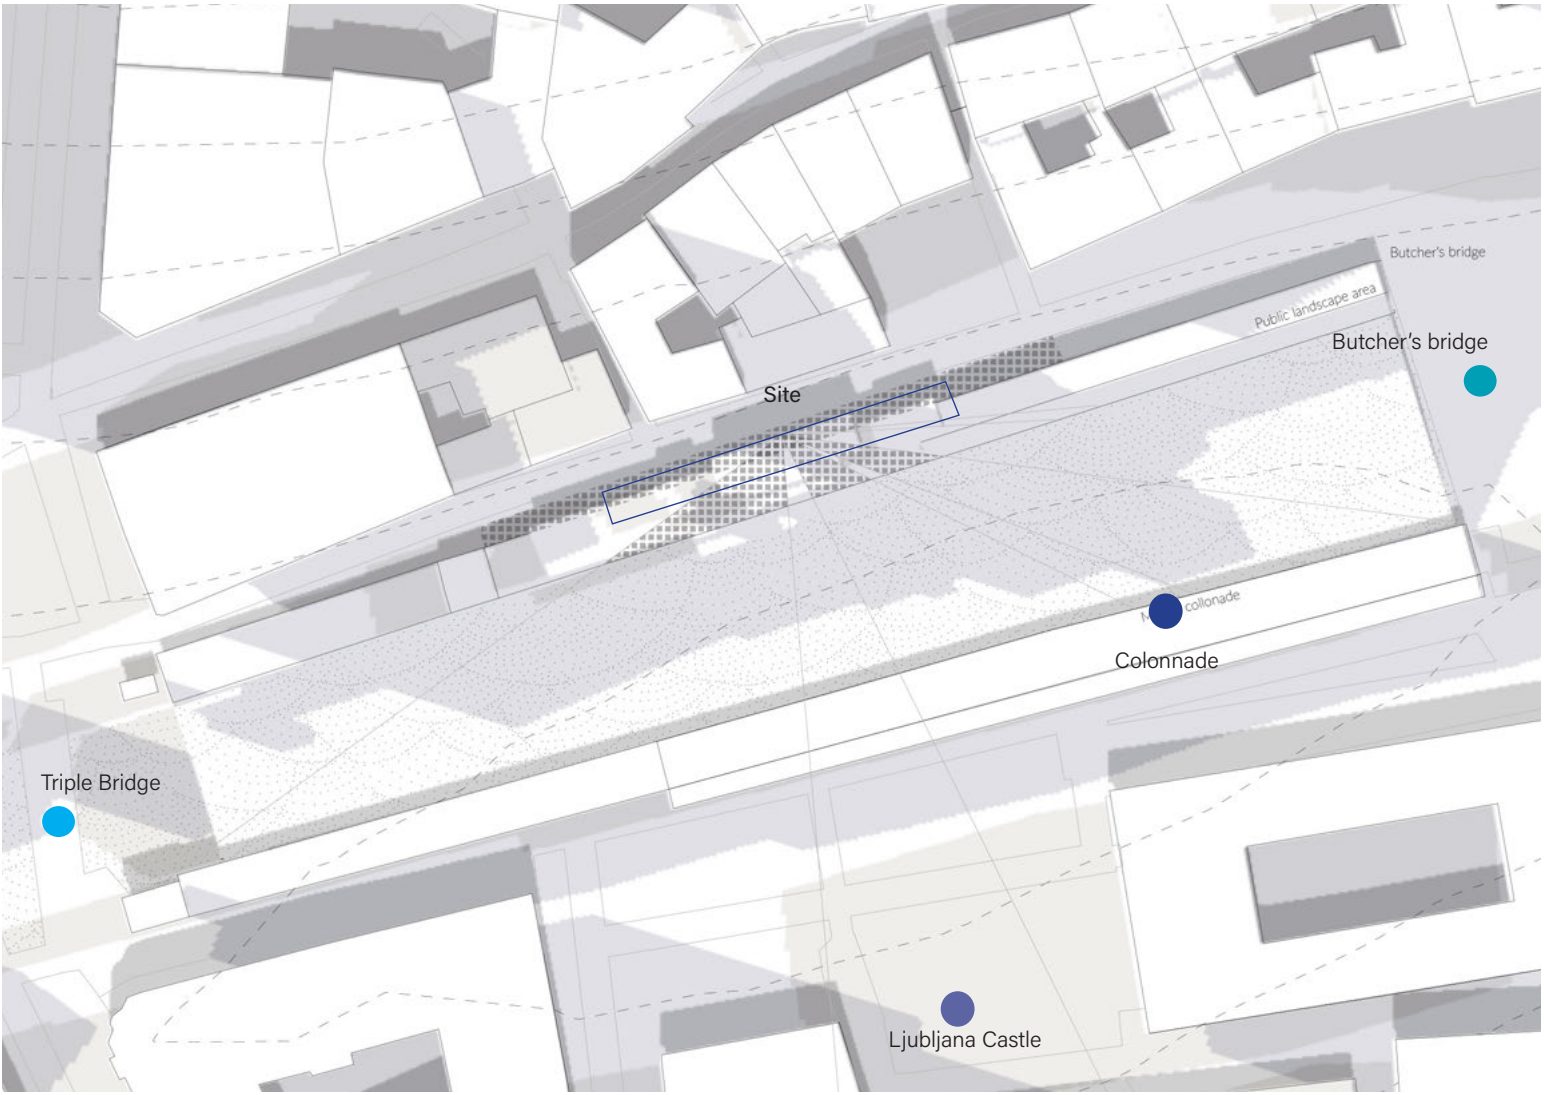 Butcher's bridge
Public landscape area
Butcher's bridge
Site
collonade
Colonnade
Triple Bridge
Ljubljana Castle